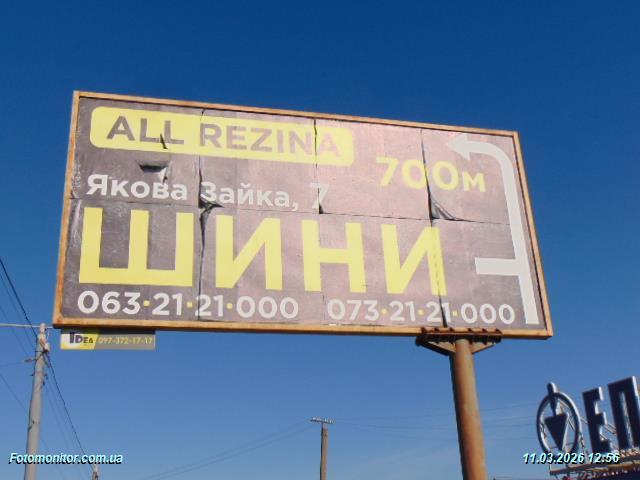 ALL REZINA
700м
Якова Зайка, 7
ШИНИ
063·21·21·000 073·21·21·000
IDEA 097-372-17-17
ЕП
Fotomonitor.com.ua
11.03.2026 12:56